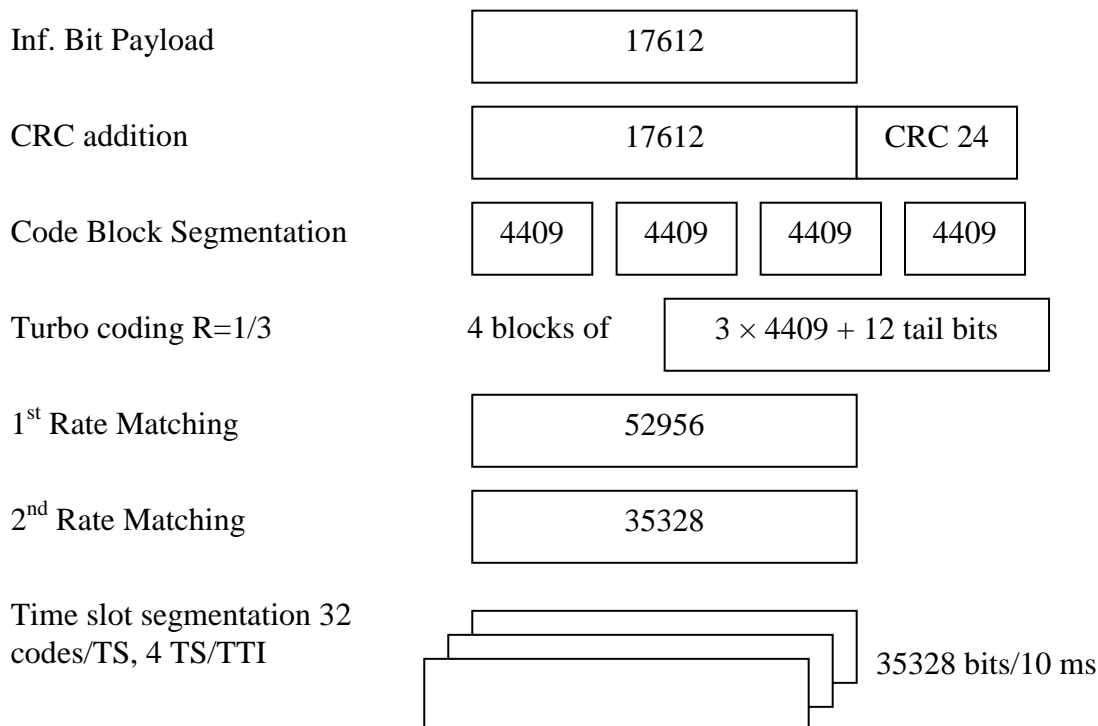 Inf. Bit Payload
17612
CRC addition
17612
CRC 24
Code Block Segmentation
4409
4409
4409
4409
Turbo coding R=1/3
4 blocks of
3 × 4409 + 12 tail bits
1st Rate Matching
52956
2nd Rate Matching
35328
Time slot segmentation 32
codes/TS, 4 TS/TTI
35328 bits/10 ms